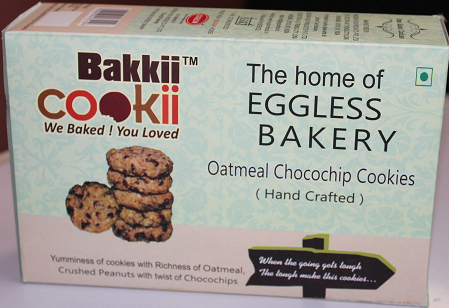 Bakkii™
cookii
We Baked ! You Loved
The home of
EGGLESS
BAKERY
Oatmeal Chocochip Cookies
( Hand Crafted )
Yumminess of cookies with Richness of Oatmeal,
Crushed Peanuts with twist of Chocochips
When the going gets tough
The tough make this cookies...